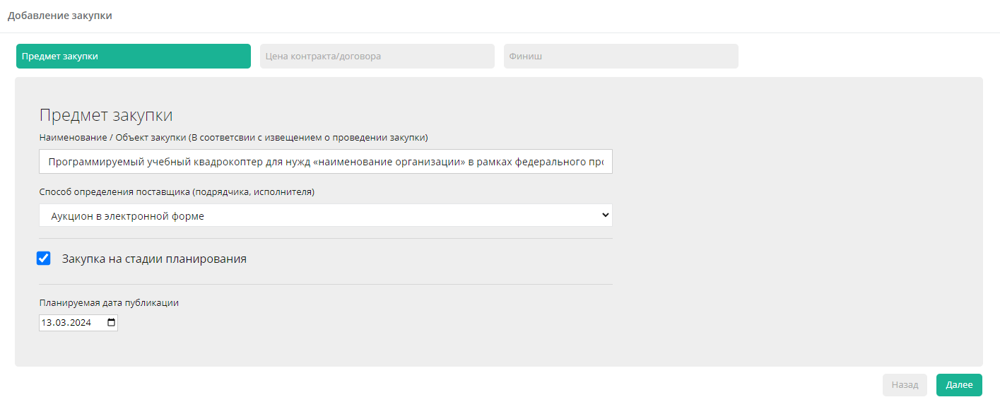 Добавление закупки
Предмет закупки
Цена контракта/договора
Финиш
Предмет закупки
Наименование / Объект закупки (В соответсвии с извещением о проведении закупки)
Программируемый учебный квадрокоптер для нужд «наименование организации» в рамках федерального про
Способ определения поставщика (подрядчика, исполнителя)
Аукцион в электронной форме
Закупка на стадии планирования
Планируемая дата публикации
13.03.2024
Назад
Далее